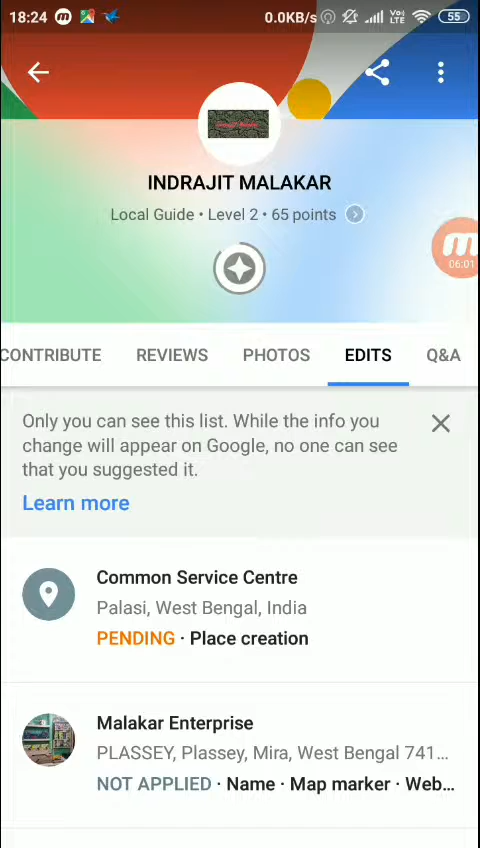 18:24
0.0KB/s
Vo)
LTE
55
INDRAJIT MALAKAR
Local Guide • Level 2 • 65 points
06:01
CONTRIBUTE
REVIEWS
PHOTOS
EDITS
Q&A
Only you can see this list. While the info you
change will appear on Google, no one can see
that you suggested it.
Learn more
Common Service Centre
Palasi, West Bengal, India
PENDING · Place creation
Malakar Enterprise
PLASSEY, Plassey, Mira, West Bengal 741...
NOT APPLIED · Name · Map marker · Web...